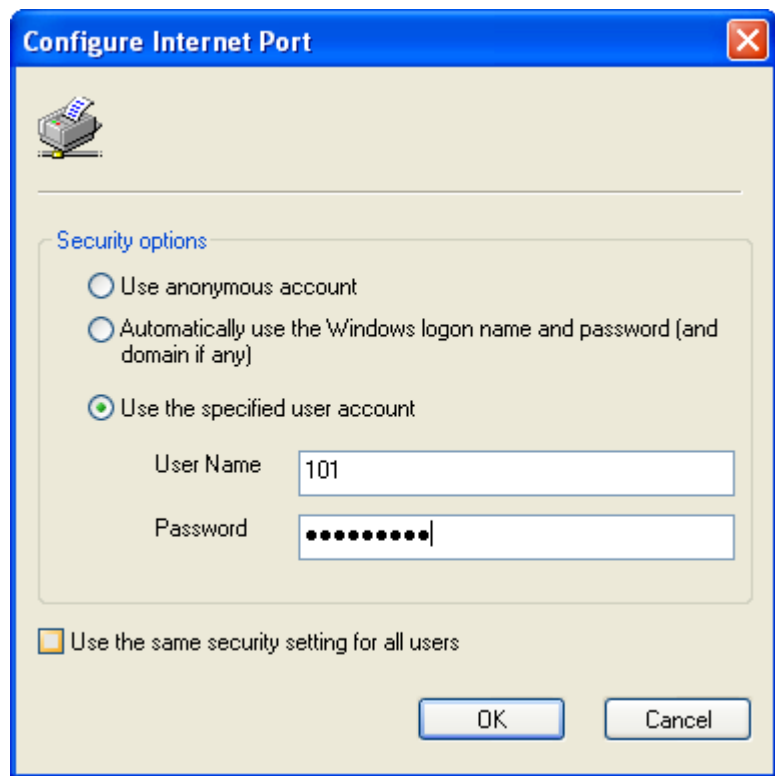 Configure Internet Port
Security options
Use anonymous account
Automatically use the Windows logon name and password (and
domain if any)
Use the specified user account
User Name 101
Password ●●●●●●●●●
Use the same security setting for all users
OK Cancel